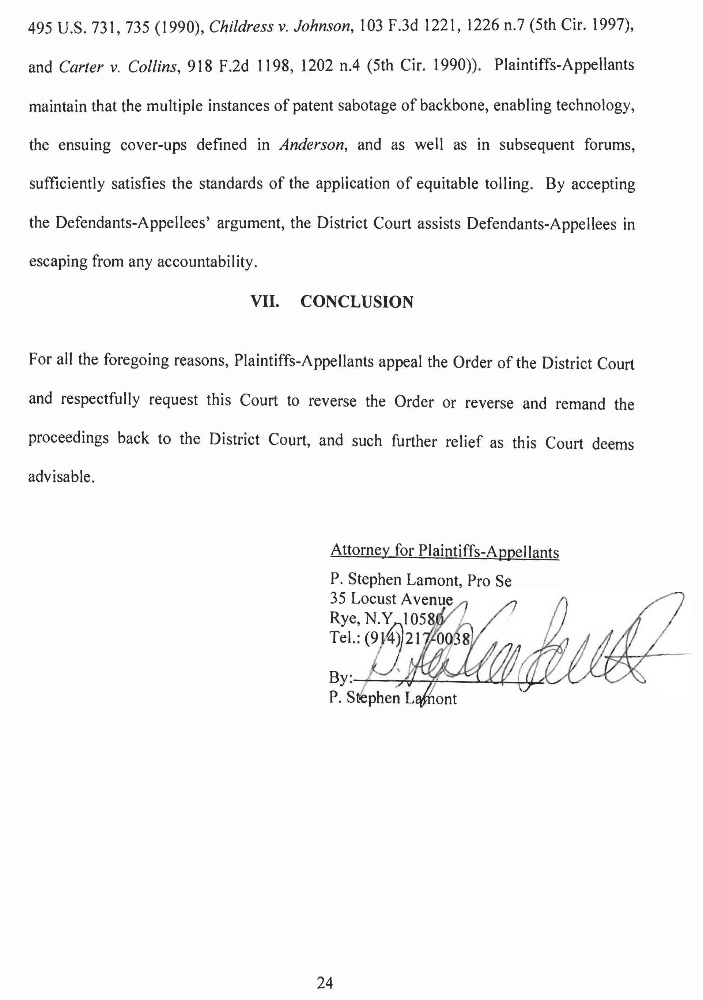 495 U.S. 731, 735 (1990), Childress v. Johnson, 103 F.3d 1221, 1226 n.7 (5th Cir. 1997),
and Carter v. Collins, 918 F.2d 1198, 1202 n.4 (5th Cir. 1990)). Plaintiffs-Appellants
maintain that the multiple instances of patent sabotage of backbone, enabling technology,
the ensuing cover-ups defined in Anderson, and as well as in subsequent forums,
sufficiently satisfies the standards of the application of equitable tolling. By accepting
the Defendants-Appellees' argument, the District Court assists Defendants-Appellees in
escaping from any accountability.
VII. CONCLUSION
For all the foregoing reasons, Plaintiffs-Appellants appeal the Order of the District Court
and respectfully request this Court to reverse the Order or reverse and remand the
proceedings back to the District Court, and such further relief as this Court deems
advisable.
Attorney for Plaintiffs-Appellants
P. Stephen Lamont, Pro Se
35 Locust Avenue
Rye, N.Y. 10580
Tel.: (914) 217-0038
By: P. Stephen Lamont
P. Stephen Lamont
24